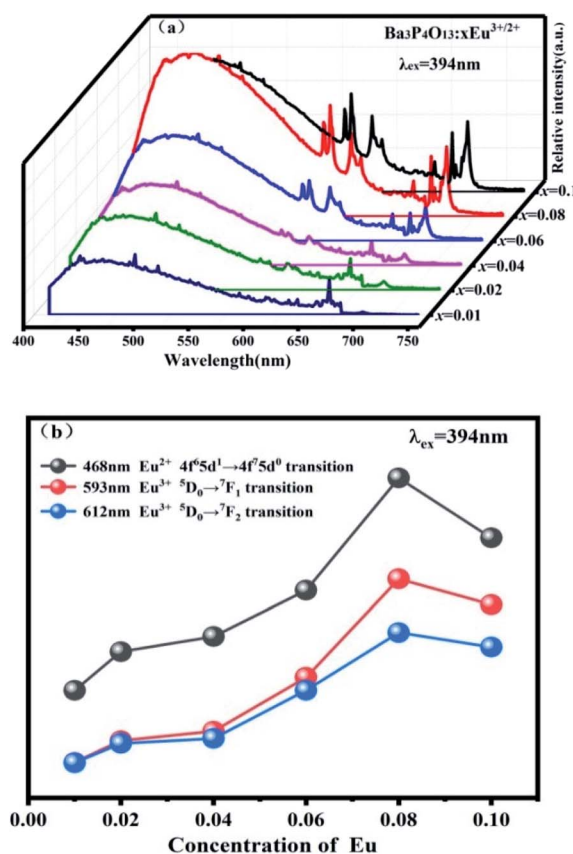 (a)
Ba3P4O13:xEu3+/2+
λex=394nm
Relative intensity(a.u.)
x=0.1
x=0.08
x=0.06
x=0.04
x=0.02
x=0.01
400 450 500 550 600 650 700 750
Wavelength(nm)
(b)
λex=394nm
468nm Eu2+ 4f65d1→4f75d0 transition
593nm Eu3+ 5D0→7F1 transition
612nm Eu3+ 5D0→7F2 transition
0.00 0.02 0.04 0.06 0.08 0.10
Concentration of Eu